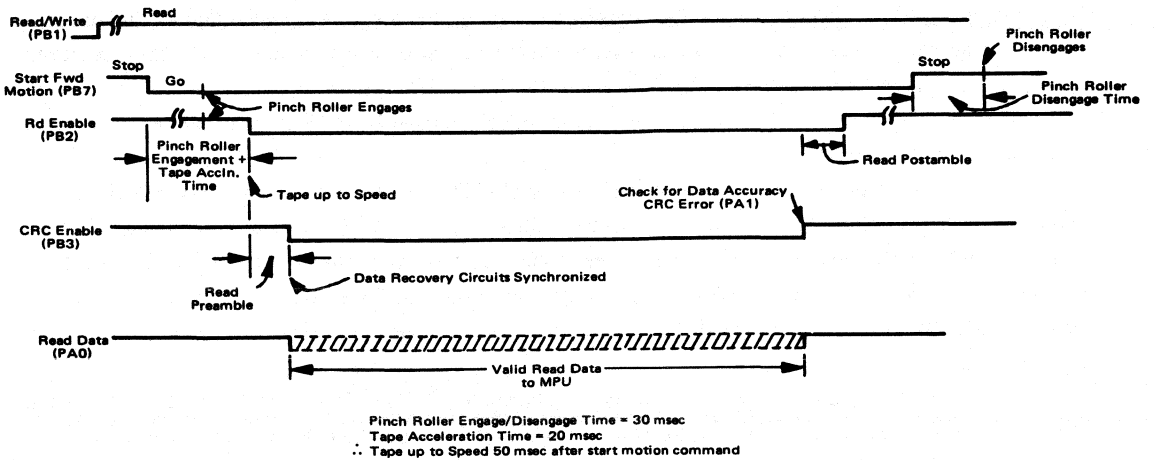 Read/Write
(PB1)
Read
Pinch Roller
Disengages
Stop
Go
Start Fwd
Motion (PB7)
Stop
Pinch Roller
Disengage Time
Pinch Roller Engages
Rd Enable
(PB2)
Pinch Roller
Engagement +
Tape Accln.
Time
Read Postamble
Tape up to Speed
Check for Data Accuracy
CRC Error (PA1)
CRC Enable
(PB3)
Data Recovery Circuits Synchronized
Read
Preamble
Read Data
(PA0)
Valid Read Data
to MPU
Pinch Roller Engage/Disengage Time = 30 msec
Tape Acceleration Time = 20 msec
∴ Tape up to Speed 50 msec after start motion command